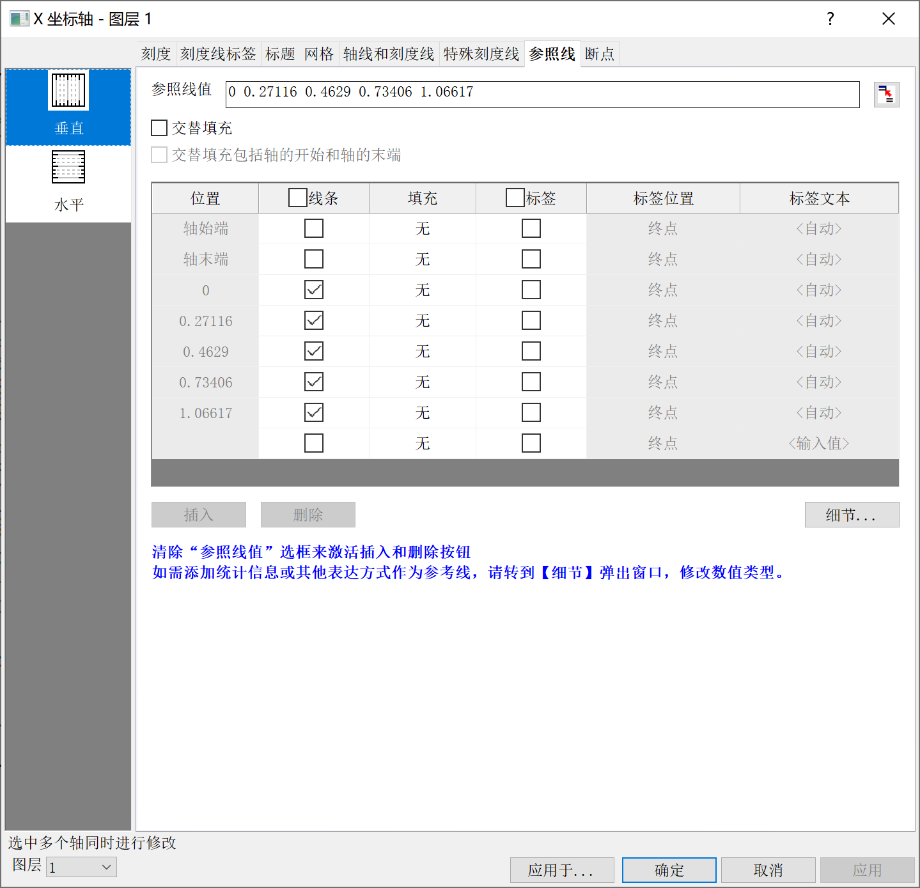 X 坐标轴 - 图层 1
?
刻度 刻度线标签 标题 网格 轴线和刻度线 特殊刻度线 参照线 断点
垂直
水平
参照线值 0 0.27116 0.4629 0.73406 1.06617
交替填充
交替填充包括轴的开始和轴的末端
位置 线条 填充 标签 标签位置 标签文本
轴始端 无 终点 <自动>
轴末端 无 终点 <自动>
0 无 终点 <自动>
0.27116 无 终点 <自动>
0.4629 无 终点 <自动>
0.73406 无 终点 <自动>
1.06617 无 终点 <自动>
无 终点 <输入值>
插入 删除 细节...
清除“参照线值”选框来激活插入和删除按钮
如需添加统计信息或其他表达方式作为参考线，请转到【细节】弹出窗口，修改数值类型。
选中多个轴同时进行修改
图层 1
应用于... 确定 取消 应用